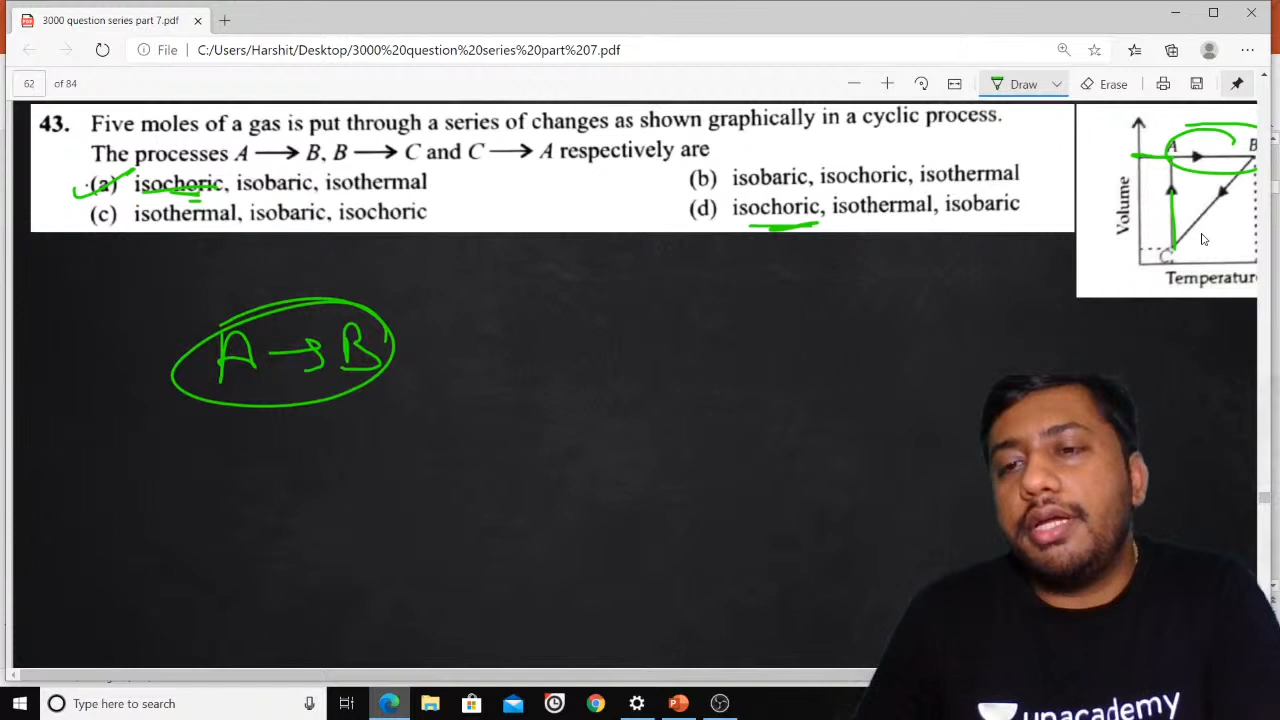 3000 question series part 7.pdf
File
C:/Users/Harshit/Desktop/3000%20question%20series%20part%207.pdf
62 of 84
Draw
Erase
43. Five moles of a gas is put through a series of changes as shown graphically in a cyclic process.
The processes A → B, B → C and C → A respectively are
(a) isochoric, isobaric, isothermal
(b) isobaric, isochoric, isothermal
(c) isothermal, isobaric, isochoric
(d) isochoric, isothermal, isobaric
A B
Volume
C
Temperatur
A → B
unacademy
Type here to search